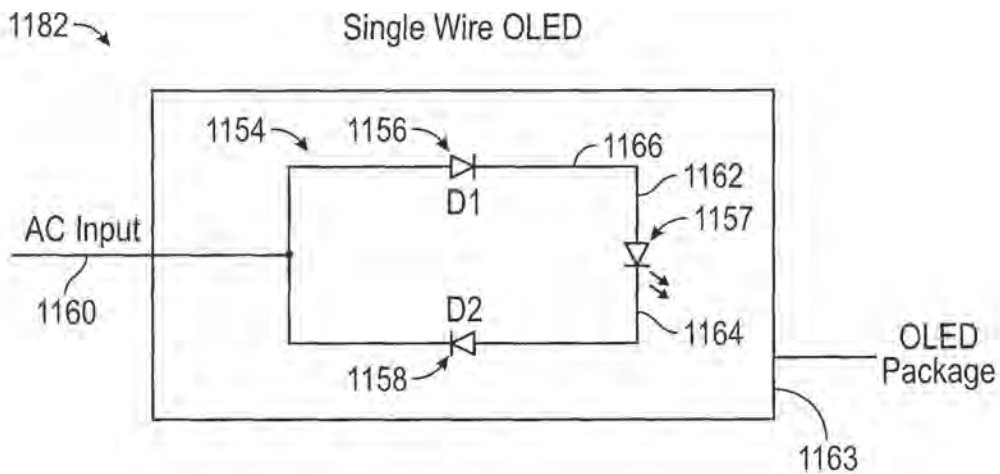 1182
Single Wire OLED
1154
1156
1166
1162
D1
1157
AC Input
1160
D2
1164
1158
OLED
Package
1163